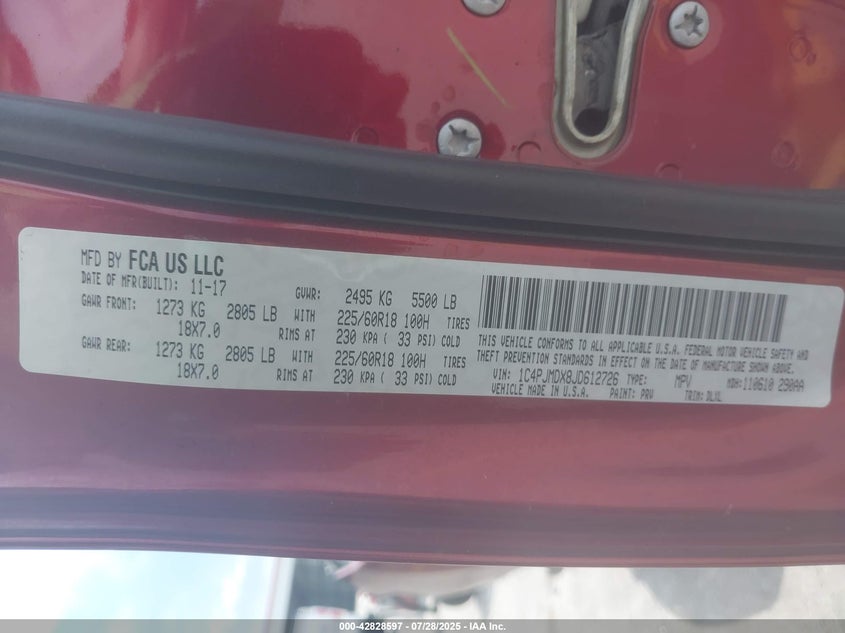 MFD BY FCA US LLC
DATE OF MFR(BUILT): 11-17 GVWR: 2495 KG 5500 LB
GAWR FRONT: 1273 KG 2805 LB WITH 225/60R18 100H TIRES
18X7.0 RIMS AT 230 KPA ( 33 PSI) COLD
GAWR REAR: 1273 KG 2805 LB WITH 225/60R18 100H TIRES
18X7.0 RIMS AT 230 KPA ( 33 PSI) COLD
THIS VEHICLE CONFORMS TO ALL APPLICABLE U.S.A. FEDERAL MOTOR VEHICLE SAFETY AND
THEFT PREVENTION STANDARDS IN EFFECT ON THE DATE OF MANUFACTURE SHOWN ABOVE.
VIN: 1C4PJMDX8JD612726 TYPE: MPV MDH: 110610 290AA
VEHICLE MADE IN U.S.A. PAINT: PRV TRIM: DLXL
000-42828597 - 07/28/2025 - IAA Inc.